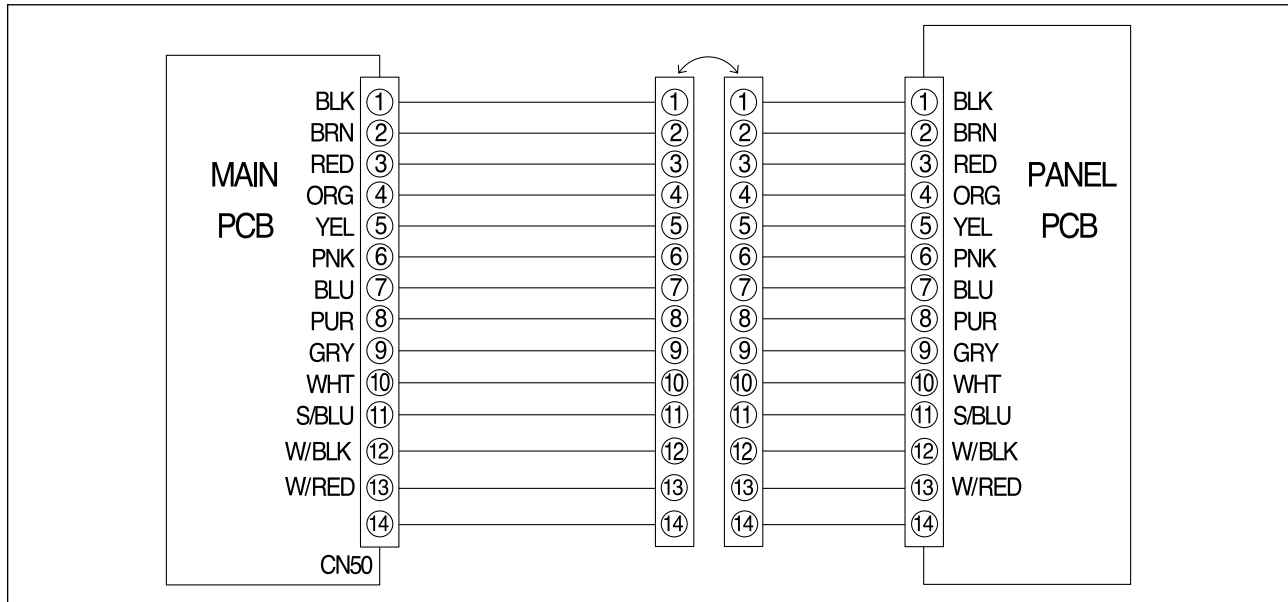 BLK ① ① ① ① BLK
BRN ② ② ② ② BRN
RED ③ ③ ③ ③ RED
MAIN PANEL
ORG ④ ④ ④ ④ ORG
PCB PCB
YEL ⑤ ⑤ ⑤ ⑤ YEL
PNK ⑥ ⑥ ⑥ ⑥ PNK
BLU ⑦ ⑦ ⑦ ⑦ BLU
PUR ⑧ ⑧ ⑧ ⑧ PUR
GRY ⑨ ⑨ ⑨ ⑨ GRY
WHT ⑩ ⑩ ⑩ ⑩ WHT
S/BLU ⑪ ⑪ ⑪ ⑪ S/BLU
W/BLK ⑫ ⑫ ⑫ ⑫ W/BLK
W/RED ⑬ ⑬ ⑬ ⑬ W/RED
⑭ ⑭ ⑭ ⑭
CN50